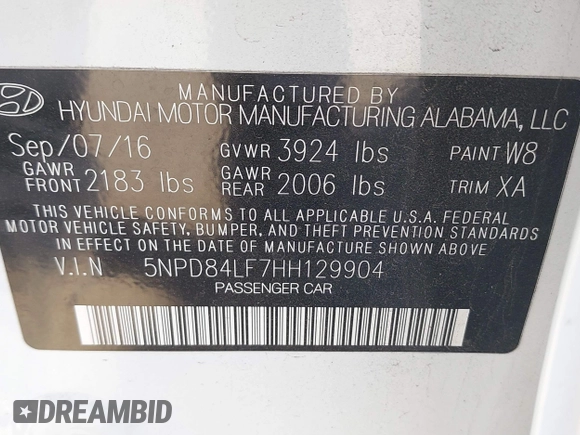 MANUFACTURED BY
HYUNDAI MOTOR MANUFACTURING ALABAMA, LLC
Sep/07/16 GVWR 3924 lbs PAINT W8
GAWR FRONT 2183 lbs GAWR REAR 2006 lbs TRIM XA
THIS VEHICLE CONFORMS TO ALL APPLICABLE U.S.A. FEDERAL
MOTOR VEHICLE SAFETY, BUMPER, AND THEFT PREVENTION STANDARDS
IN EFFECT ON THE DATE OF MANUFACTURE SHOWN ABOVE
V.I.N 5NPD84LF7HH129904
PASSENGER CAR
DREAMBID